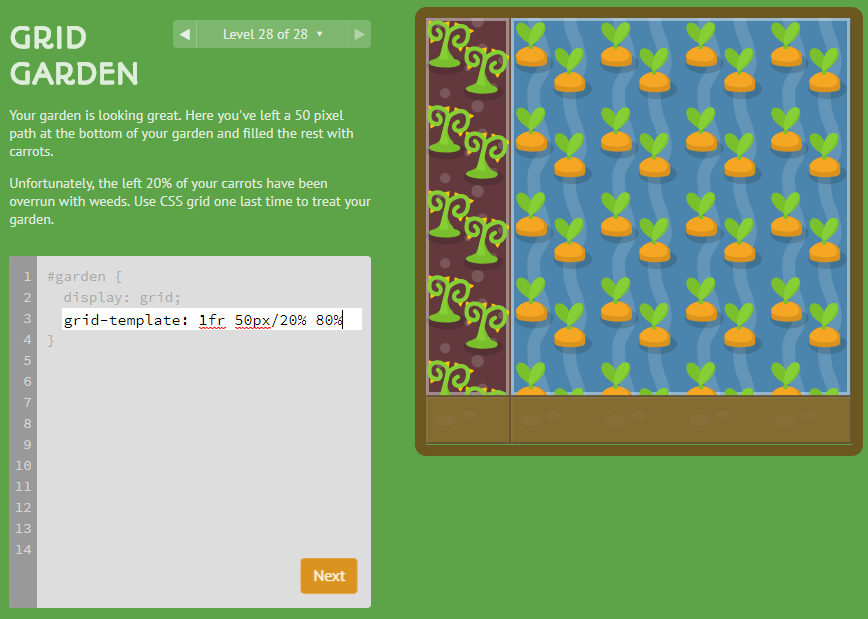 GRID
GARDEN
◀ Level 28 of 28 ▼ ▶
Your garden is looking great. Here you've left a 50 pixel
path at the bottom of your garden and filled the rest with
carrots.
Unfortunately, the left 20% of your carrots have been
overrun with weeds. Use CSS grid one last time to treat your
garden.
1 #garden {
2 display: grid;
3 grid-template: 1fr 50px/20% 80%
4 }
5
6
7
8
9
10
11
12
13
14
Next